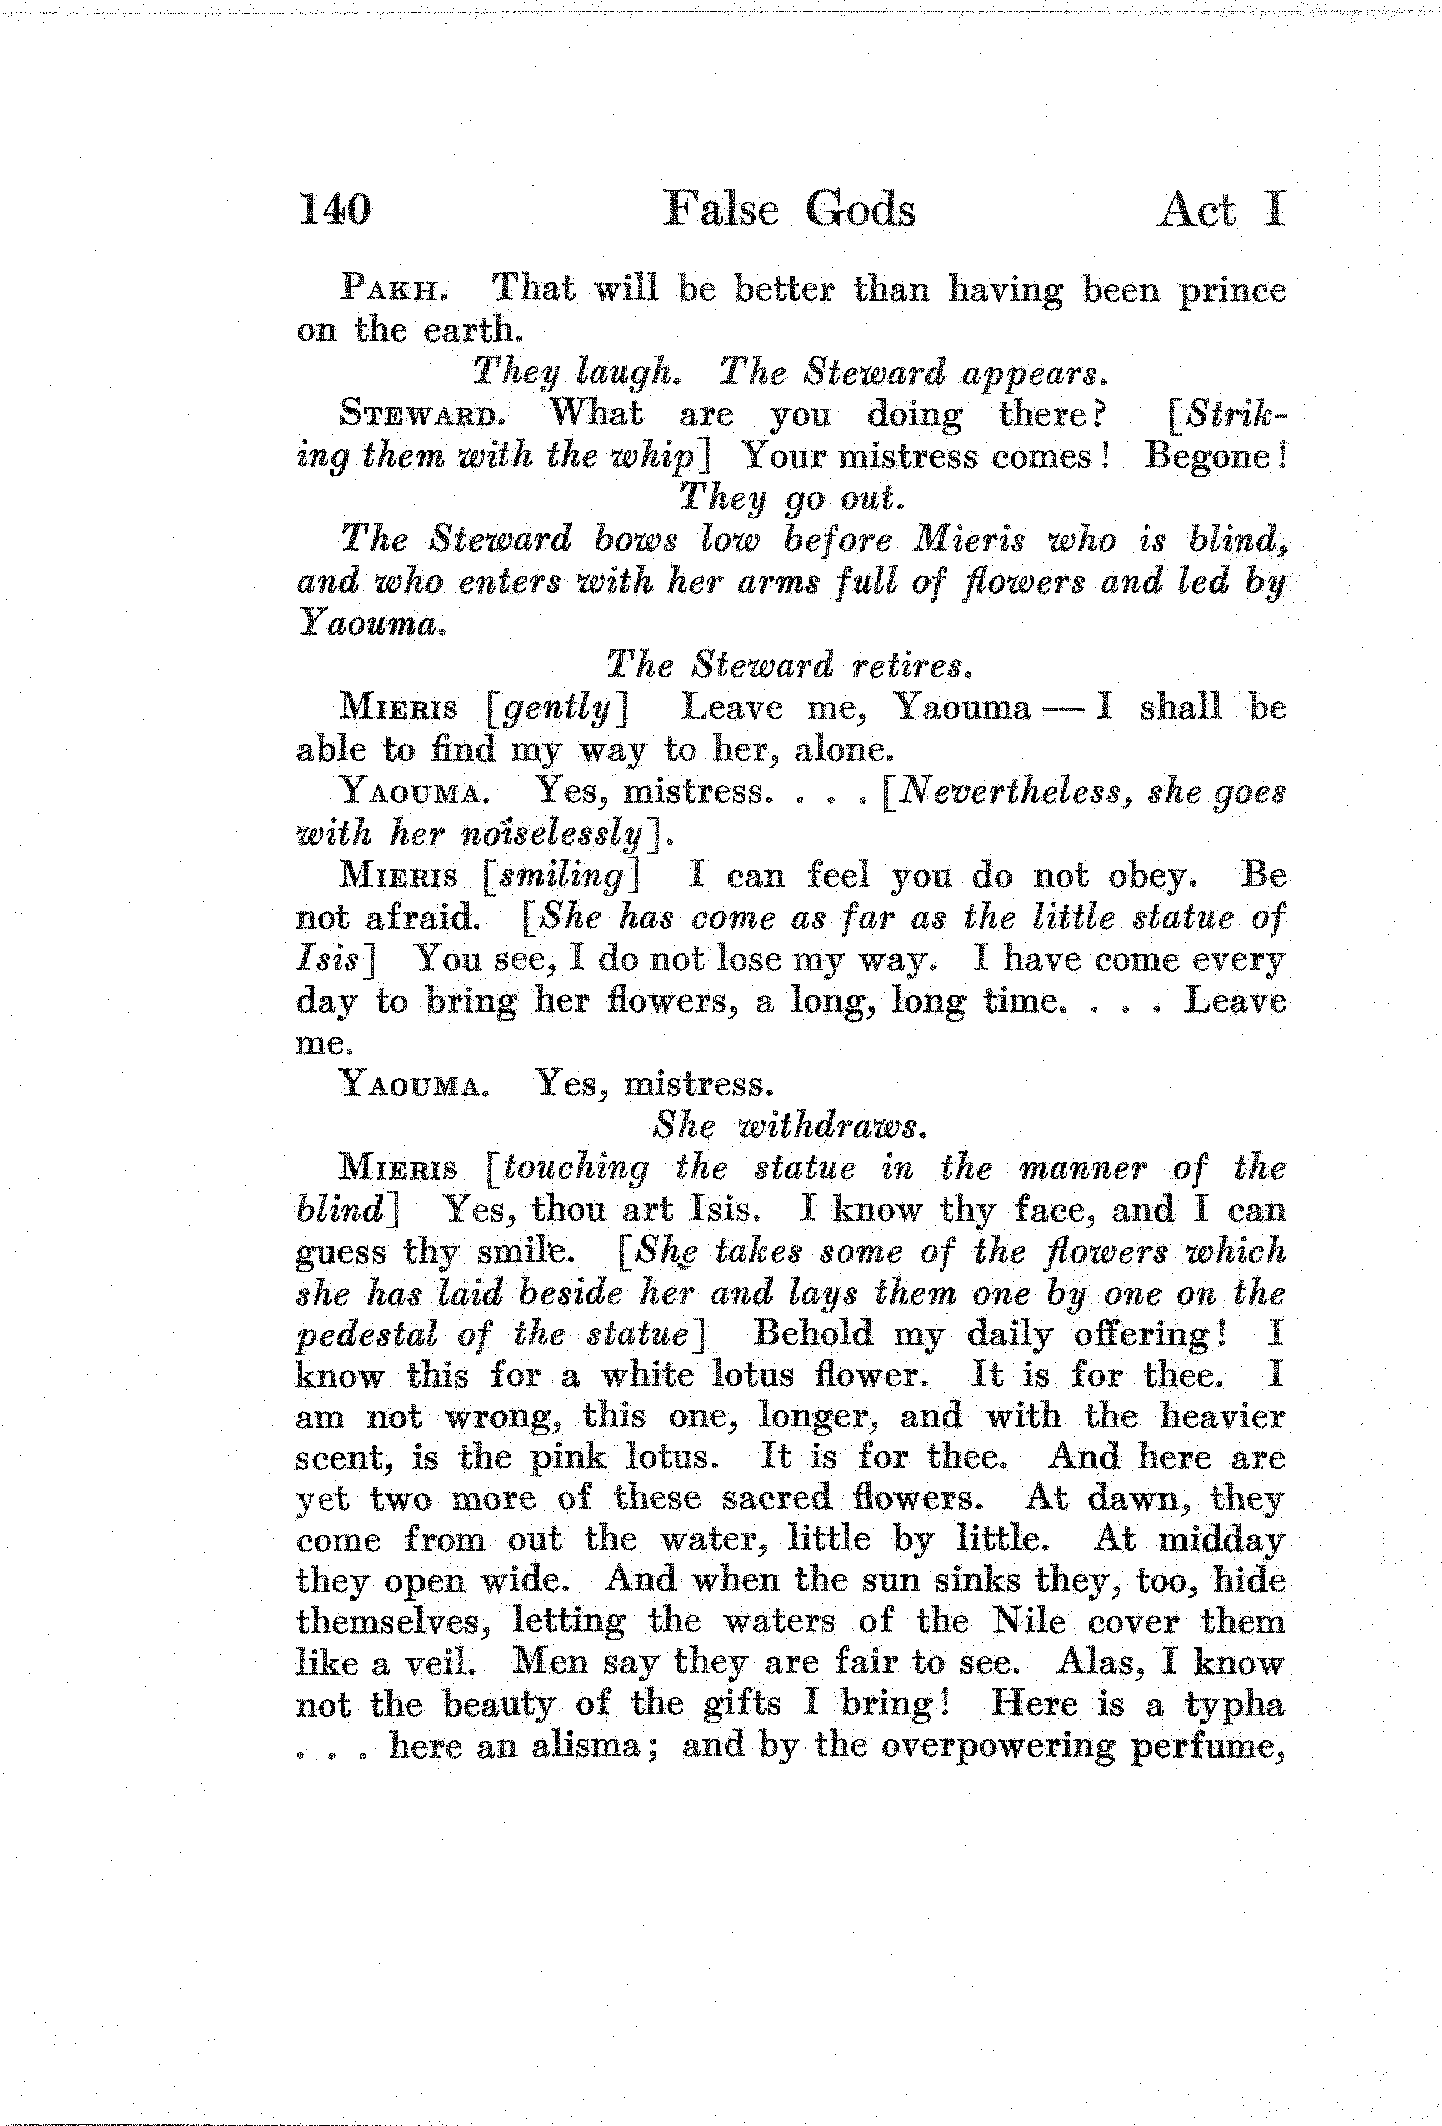 140 False Gods Act I
PAKH. That will be better than having been prince
on the earth.
They laugh. The Steward appears.
STEWARD. What are you doing there? [Strik-
ing them with the whip] Your mistress comes! Begone!
They go out.
The Steward bows low before Mieris who is blind,
and who enters with her arms full of flowers and led by
Yaouma.
The Steward retires.
MIERIS [gently] Leave me, Yaouma — I shall be
able to find my way to her, alone.
YAOUMA. Yes, mistress. . . . [Nevertheless, she goes
with her noiselessly].
MIERIS [smiling] I can feel you do not obey. Be
not afraid. [She has come as far as the little statue of
Isis] You see, I do not lose my way. I have come every
day to bring her flowers, a long, long time. . . . Leave
me.
YAOUMA. Yes, mistress.
She withdraws.
MIERIS [touching the statue in the manner of the
blind] Yes, thou art Isis. I know thy face, and I can
guess thy smile. [She takes some of the flowers which
she has laid beside her and lays them one by one on the
pedestal of the statue] Behold my daily offering! I
know this for a white lotus flower. It is for thee. I
am not wrong, this one, longer, and with the heavier
scent, is the pink lotus. It is for thee. And here are
yet two more of these sacred flowers. At dawn, they
come from out the water, little by little. At midday
they open wide. And when the sun sinks they, too, hide
themselves, letting the waters of the Nile cover them
like a veil. Men say they are fair to see. Alas, I know
not the beauty of the gifts I bring! Here is a typha
. . . here an alisma; and by the overpowering perfume,